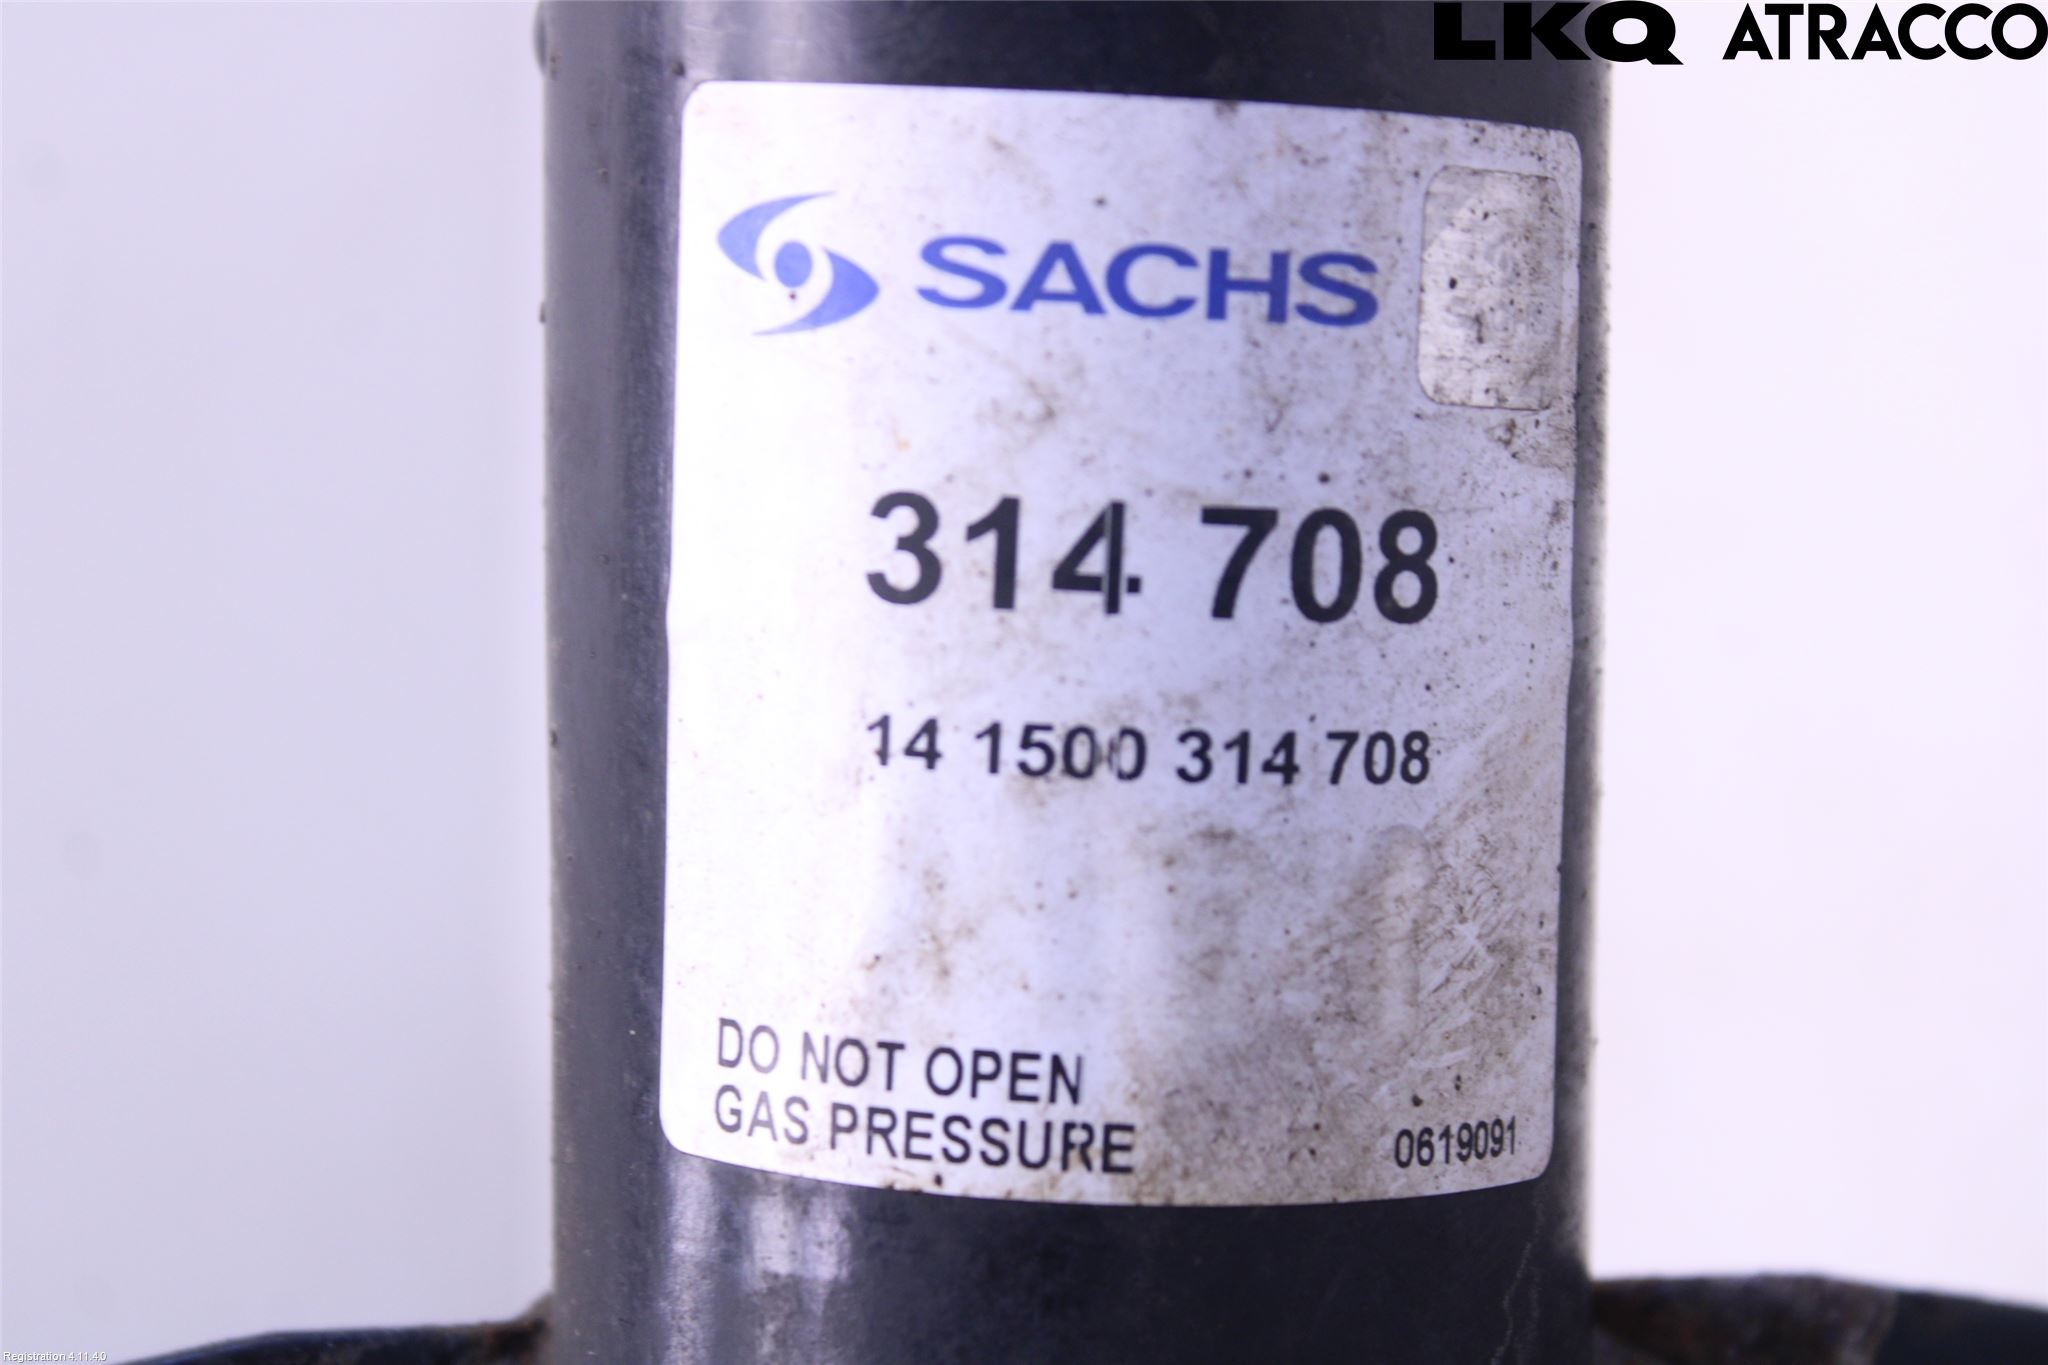 LKQ ATRACCO
SACHS
314 708
14 1500 314 708
DO NOT OPEN
GAS PRESSURE
0619091
Registration 4.11.4.0